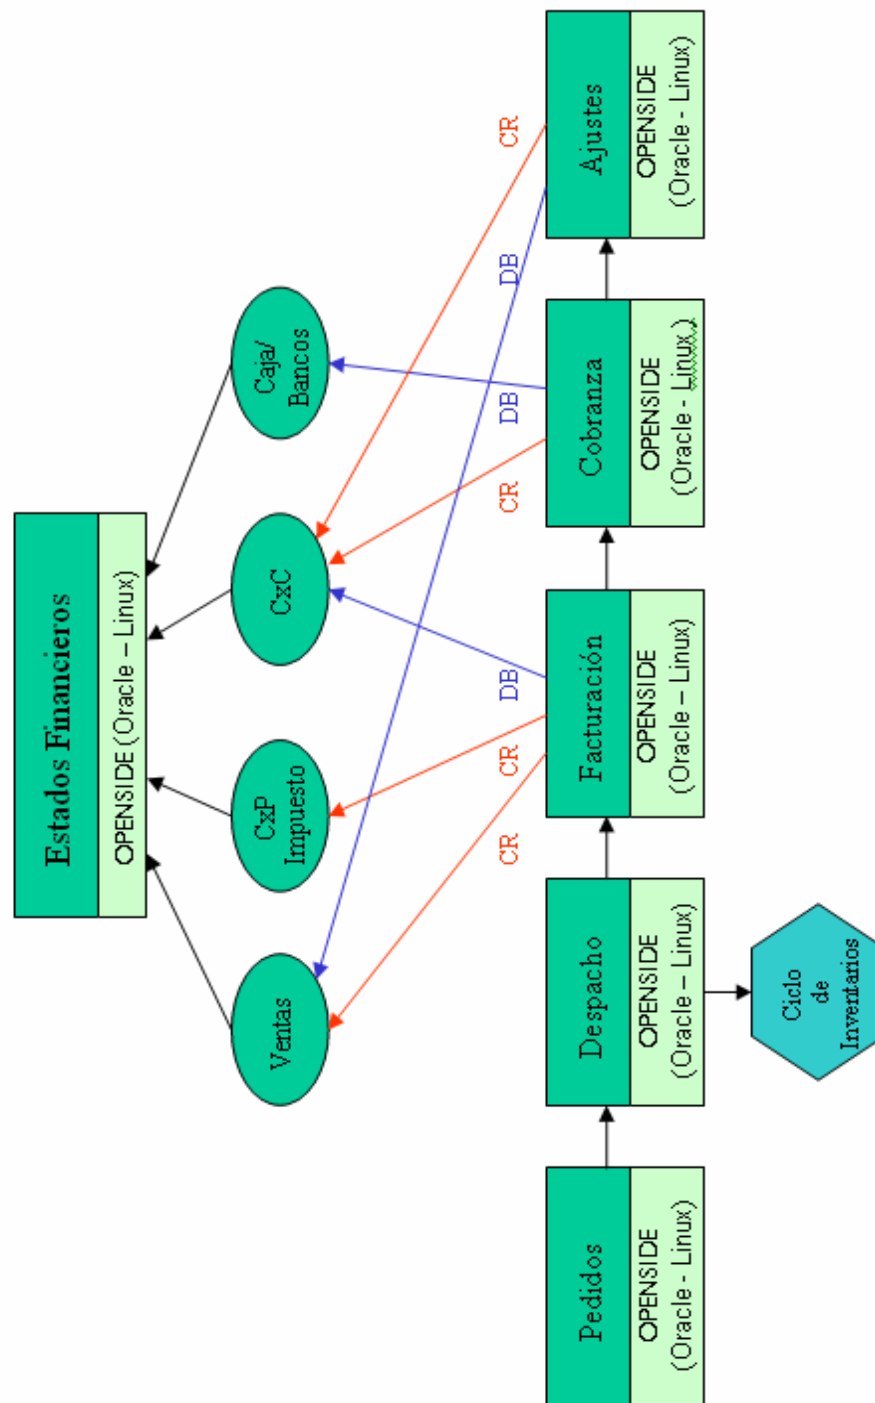 Estados Financieros
OPENSIDE (Oracle – Linux)
Ventas
CxP
Impuesto
CxC
Caja/
Bancos
CR
CR
DB
CR
DB
DB
CR
Pedidos
OPENSIDE
(Oracle - Linux)
Despacho
OPENSIDE
(Oracle – Linux)
Facturación
OPENSIDE
(Oracle – Linux)
Cobranza
OPENSIDE
(Oracle - Linux)
Ajustes
OPENSIDE
(Oracle - Linux)
Ciclo
de
Inventarios